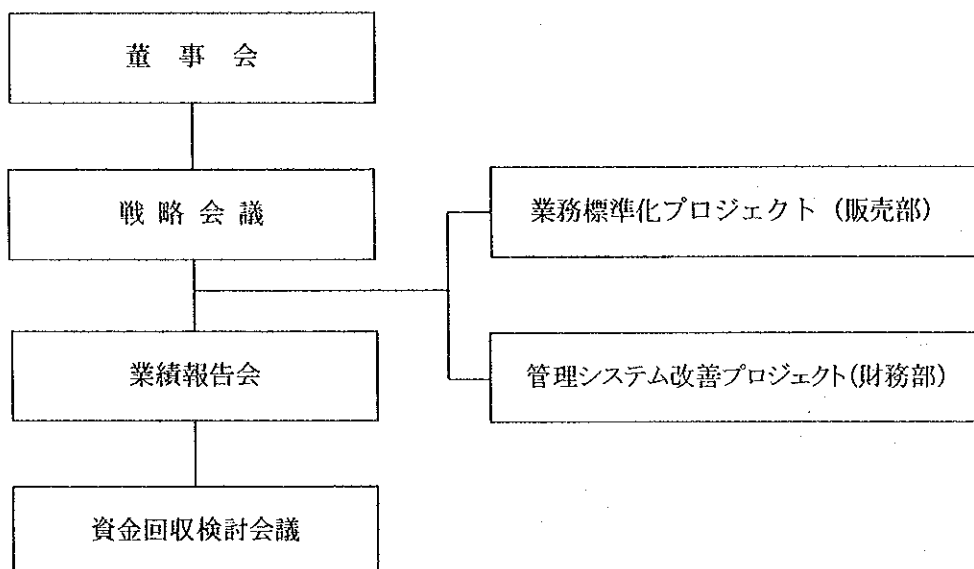 董事会
戦略会議
業務標準化プロジェクト（販売部）
業績報告会
管理システム改善プロジェクト(財務部)
資金回収検討会議